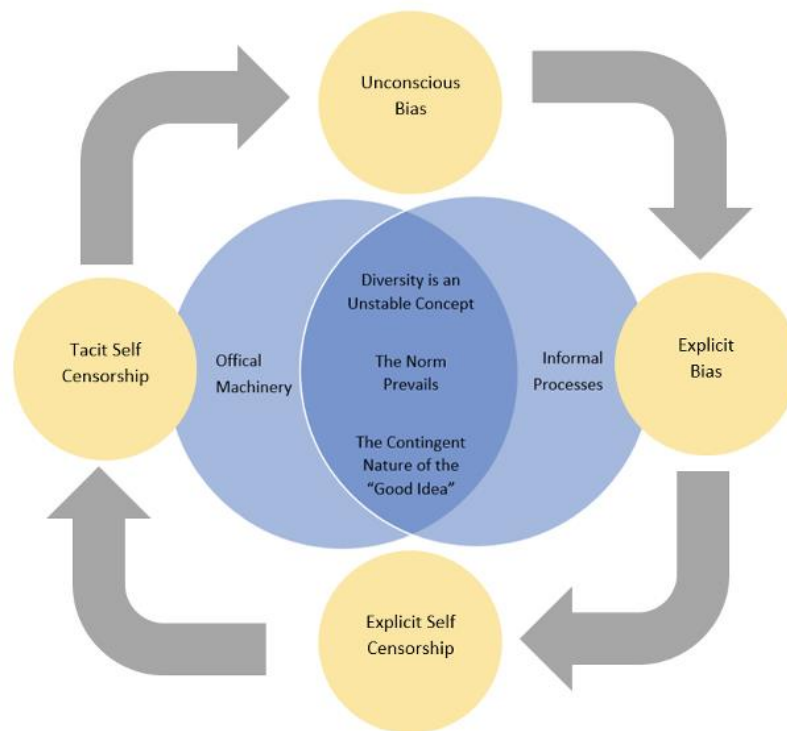 Unconscious
Bias
Diversity is an
Unstable Concept
Tacit Self
Censorship
Offical
Machinery
The Norm
Prevails
Informal
Processes
Explicit
Bias
The Contingent
Nature of the
“Good Idea”
Explicit Self
Censorship